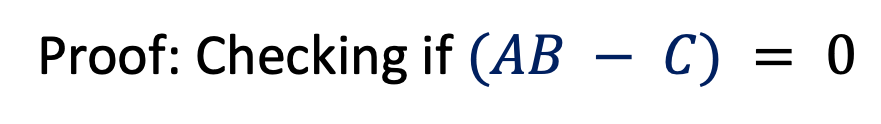 Proof: Checking if (AB − C) = 0